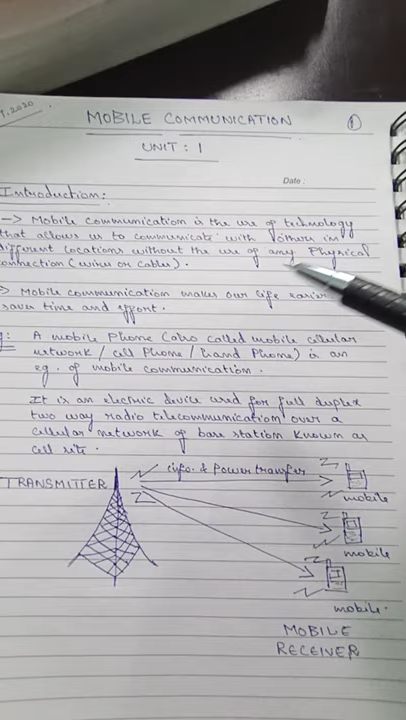 .2020
MOBILE COMMUNICATION
1
UNIT : 1
Date :
Introduction:
-> Mobile communication is the use of technology
that allows us to communicate with others in
different locations without the use of any Physical
connection (wires or cables).
> Mobile communication makes our life easier
save time and effort.
g: A mobile Phone (also called mobile cellular
network / cell Phone / hand Phone) is an
eg. of mobile communication.
It is an electronic device used for full duplex
two way radio telecommunication over a
cellular network of base station known as
cell site.
info. & Power transfer
TRANSMITTER
mobile
mobile
mobile.
MOBILE
RECEIVER